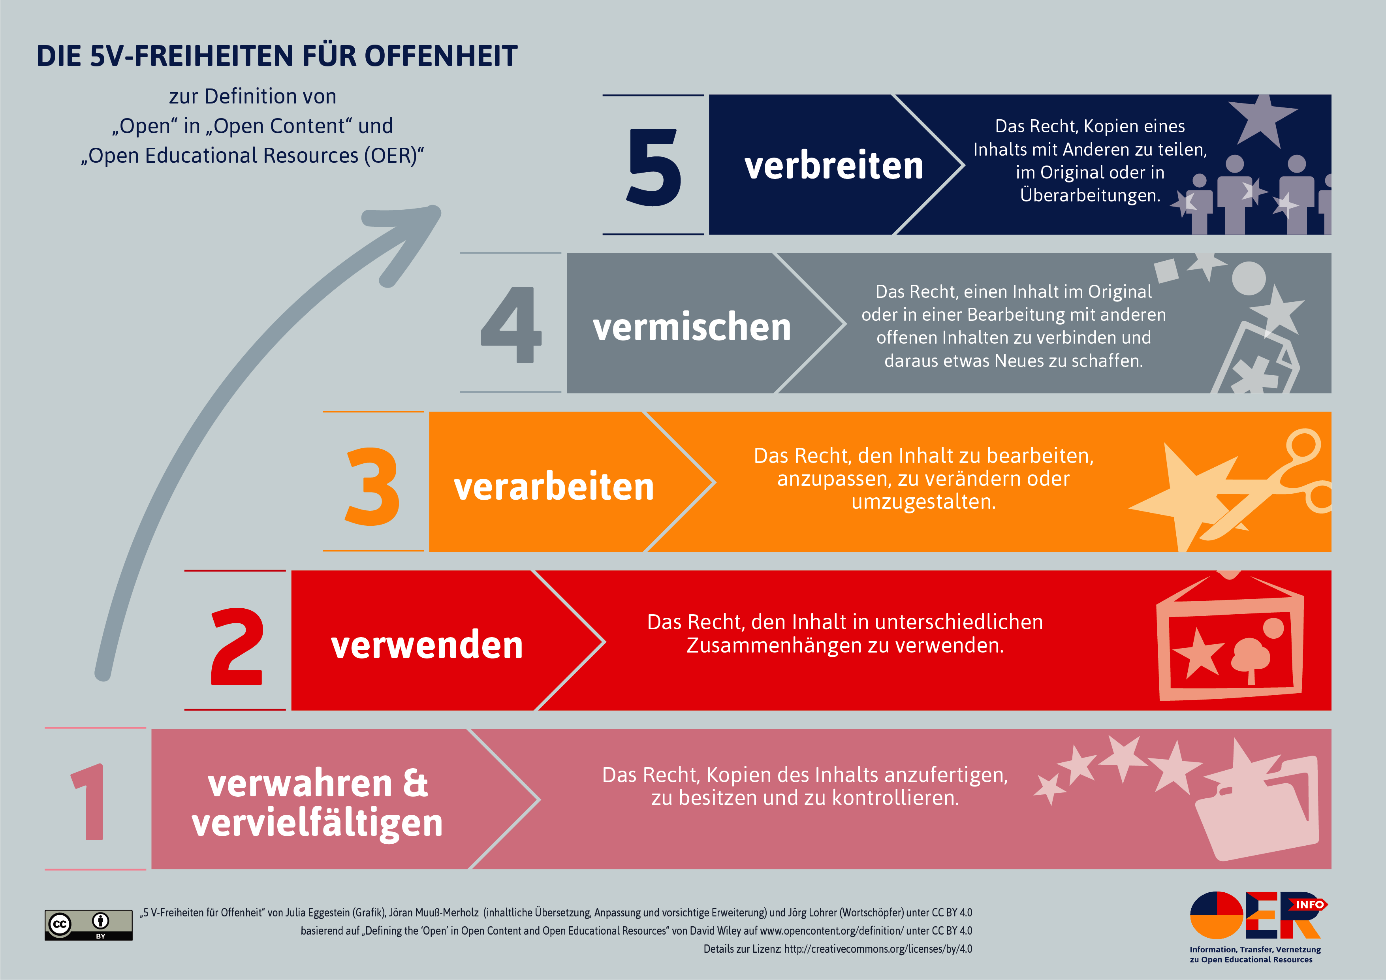 DIE 5V-FREIHEITEN FÜR OFFENHEIT
zur Definition von
„Open“ in „Open Content“ und
„Open Educational Resources (OER)“
5
verbreiten
Das Recht, Kopien eines
Inhalts mit Anderen zu teilen,
im Original oder in
Überarbeitungen.
4
vermischen
Das Recht, einen Inhalt im Original
oder in einer Bearbeitung mit anderen
offenen Inhalten zu verbinden und
daraus etwas Neues zu schaffen.
3
verarbeiten
Das Recht, den Inhalt zu bearbeiten,
anzupassen, zu verändern oder
umzugestalten.
2
verwenden
Das Recht, den Inhalt in unterschiedlichen
Zusammenhängen zu verwenden.
1
verwahren &
vervielfältigen
Das Recht, Kopien des Inhalts anzufertigen,
zu besitzen und zu kontrollieren.
cc
BY
„5 V-Freiheiten für Offenheit“ von Julia Eggestein (Grafik), Jöran Muuß-Merholz (inhaltliche Übersetzung, Anpassung und vorsichtige Erweiterung) und Jörg Lohrer (Wortschöpfer) unter CC BY 4.0
basierend auf „Defining the ‘Open’ in Open Content and Open Educational Resources“ von David Wiley auf www.opencontent.org/definition/ unter CC BY 4.0
Details zur Lizenz: http://creativecommons.org/licenses/by/4.0
OER INFO
Information, Transfer, Vernetzung
zu Open Educational Resources